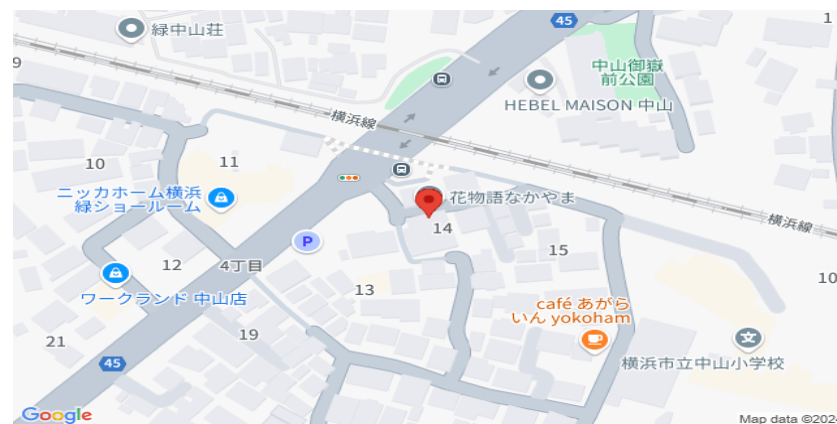 45
1
緑中山荘
中山御嶽
前公園
9
HEBEL MAISON 中山
横浜線
10
11
ニッカホーム横浜
緑ショールーム
花物語なかやま
横浜線
P
14
15
12
4丁目
10
ワークランド 中山店
13
café あがら
いん yokoham
19
21
文
横浜市立中山小学校
45
Google
Map data ©2024